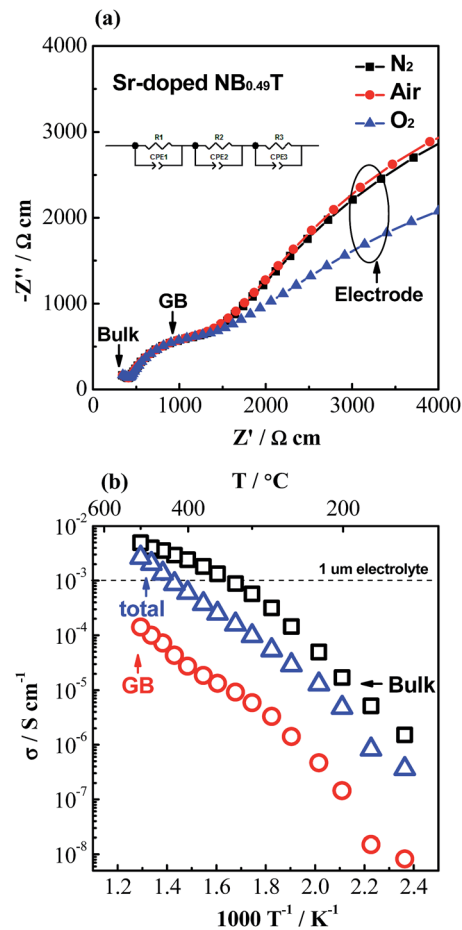 (a)
4000
3000
2000
1000
0
-Z'' / Ω cm
Sr-doped NB0.49T
N2
Air
O2
R1 R2 R3
CPE1 CPE2 CPE3
GB
Bulk
Electrode
0 1000 2000 3000 4000
Z' / Ω cm
(b)
T / °C
600 400 200
10-2
10-3
10-4
10-5
10-6
10-7
10-8
σ / S cm-1
1 um electrolyte
total
GB
Bulk
1.2 1.4 1.6 1.8 2.0 2.2 2.4
1000 T-1 / K-1